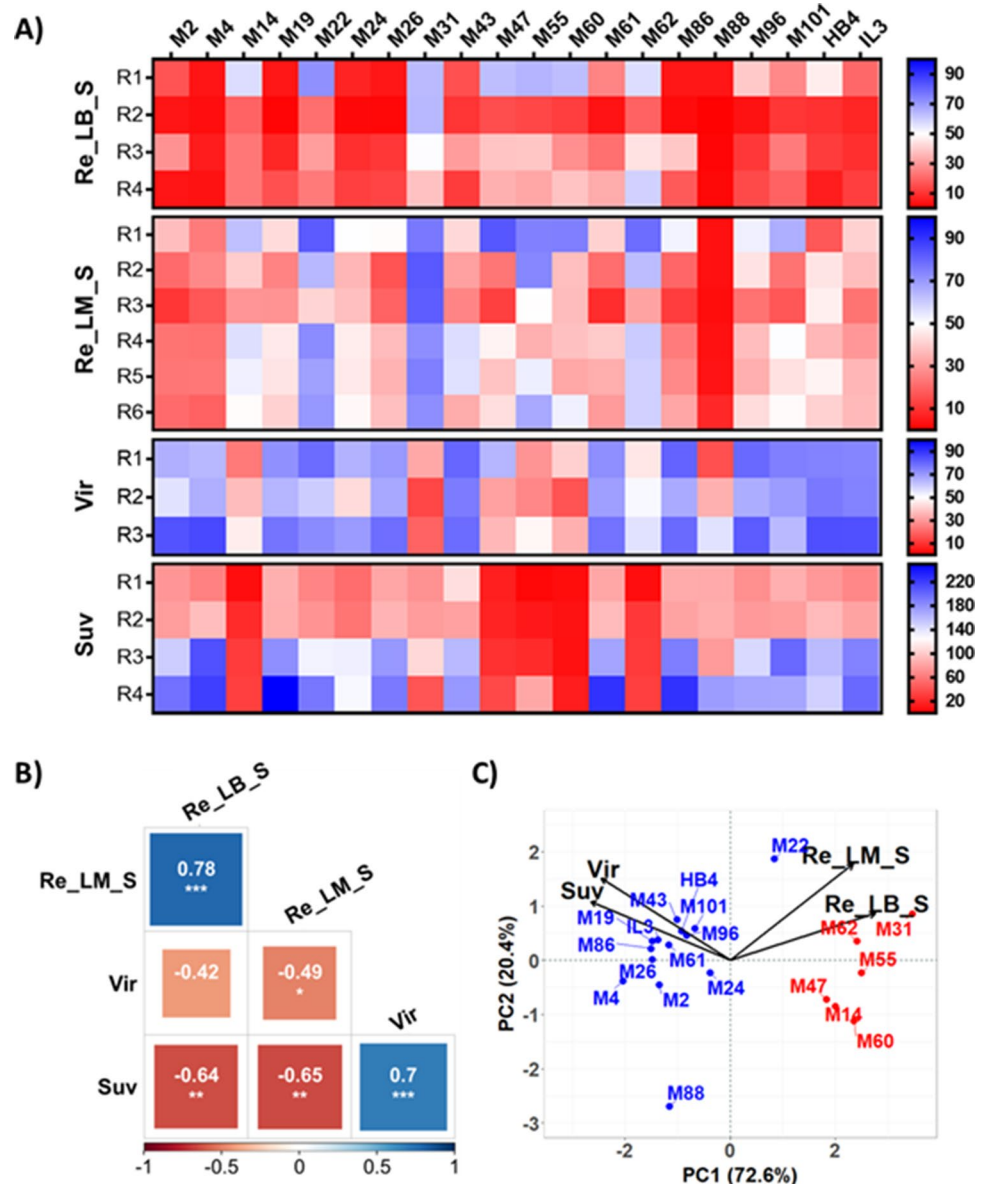 A)
M2 M4 M14 M19 M22 M24 M26 M31 M43 M47 M55 M60 M61 M62 M86 M88 M96 M101 HB4 IL3
Re_LB_S
R1
R2
R3
R4
90
70
50
30
10
Re_LM_S
R1
R2
R3
R4
R5
R6
90
70
50
30
10
Vir
R1
R2
R3
90
70
50
30
10
Suv
R1
R2
R3
R4
220
180
140
100
60
20
B)
Re_LB_S
Re_LM_S
0.78
***
Re_LM_S
Vir
-0.42
-0.49
*
Vir
Suv
-0.64
**
-0.65
**
0.7
***
-1 -0.5 0 0.5 1
C)
PC2 (20.4%)
2
1
0
-1
-2
-3
M22
Re_LM_S
Vir
Suv
HB4
M43
M101
Re_LB_S
M19
IL3
M96
M62
M31
M86
M61
M55
M26
M24
M4
M2
M47
M14
M60
M88
-2 0 2
PC1 (72.6%)